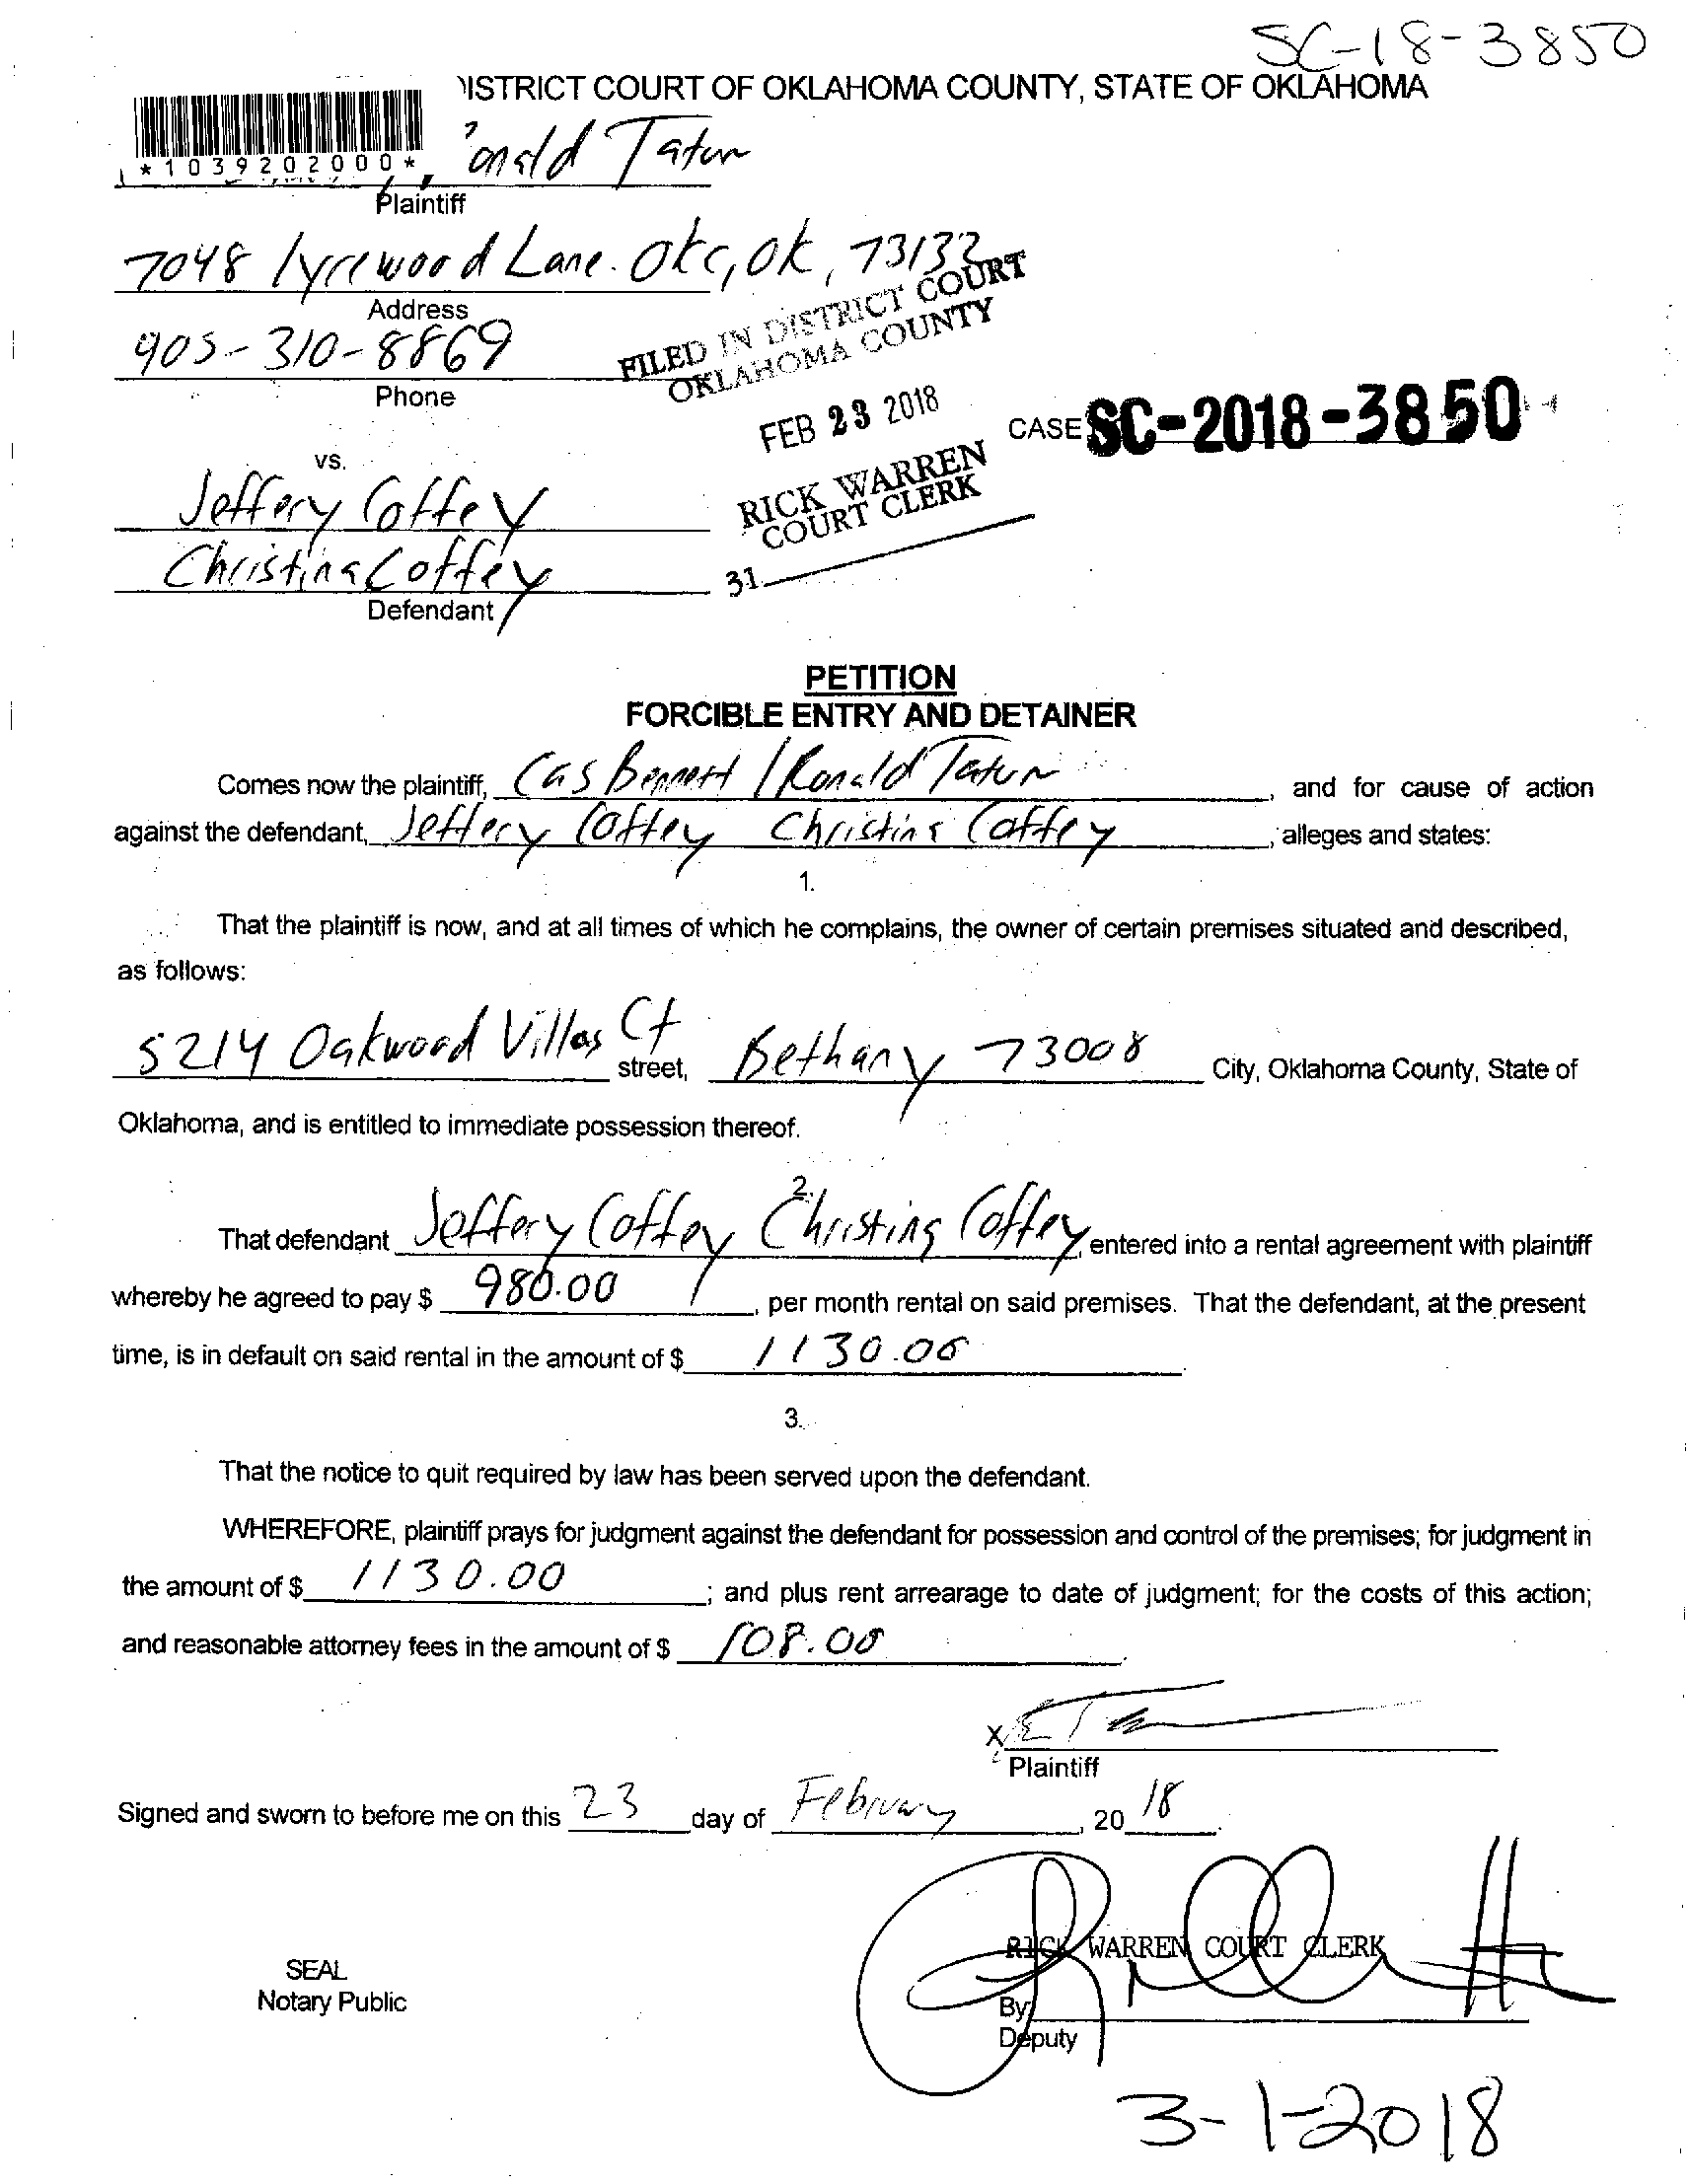 SC-18-3850
ISTRICT COURT OF OKLAHOMA COUNTY, STATE OF OKLAHOMA
*1039202000*
onald Tatum
Plaintiff
7048 lyrewood Lane. Okc, ok, 73132
Address
405-310-8869
Phone
FILED IN DISTRICT COURT
OKLAHOMA COUNTY
FEB 23 2018
RICK WARREN
COURT CLERK
31
CASE SC-2018-3850
vs.
Jeffery Coffey
Christina Coffey
Defendant
PETITION
FORCIBLE ENTRY AND DETAINER
Comes now the plaintiff, Cas Bennett / Ronald Tatum, and for cause of action
against the defendant, Jeffery Coffey Christina Coffey, alleges and states:
1.
That the plaintiff is now, and at all times of which he complains, the owner of certain premises situated and described,
as follows:
5214 Oakwood Villas Ct street, Bethany 73008 City, Oklahoma County, State of
Oklahoma, and is entitled to immediate possession thereof.
2.
That defendant Jeffery Coffey Christina Coffey, entered into a rental agreement with plaintiff
whereby he agreed to pay $ 980.00, per month rental on said premises. That the defendant, at the present
time, is in default on said rental in the amount of $ 1130.00.
3.
That the notice to quit required by law has been served upon the defendant.
WHEREFORE, plaintiff prays for judgment against the defendant for possession and control of the premises; for judgment in
the amount of $ 1130.00; and plus rent arrearage to date of judgment; for the costs of this action;
and reasonable attorney fees in the amount of $ 108.00.
X
Plaintiff
Signed and sworn to before me on this 23 day of February, 20 18.
RICK WARREN COURT CLERK
SEAL
Notary Public
By:
Deputy
3-1-2018